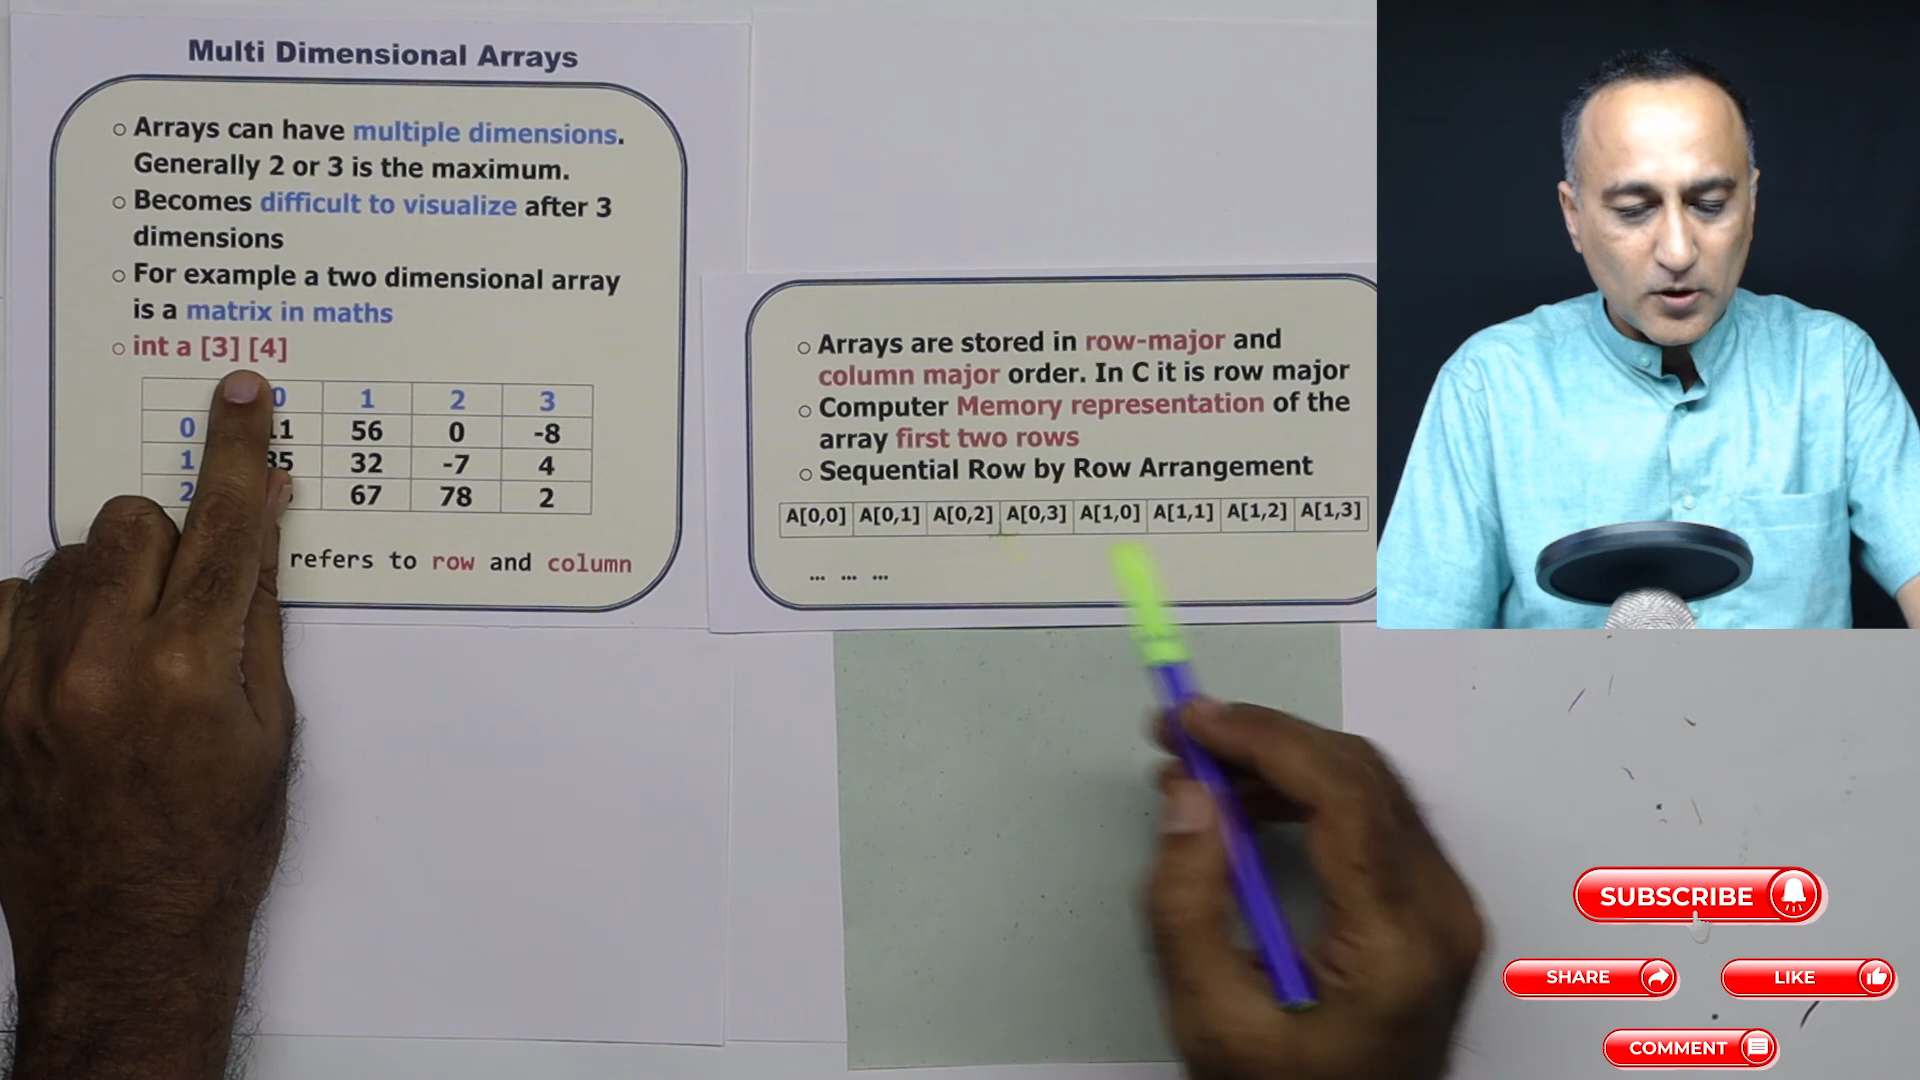 Multi Dimensional Arrays
○ Arrays can have multiple dimensions.
Generally 2 or 3 is the maximum.
○ Becomes difficult to visualize after 3
dimensions
○ For example a two dimensional array
is a matrix in maths
○ int a [3] [4]
0 1 2 3
0 11 56 0 -8
1 35 32 -7 4
2 67 78 2
refers to row and column
○ Arrays are stored in row-major and
column major order. In C it is row major
○ Computer Memory representation of the
array first two rows
○ Sequential Row by Row Arrangement
A[0,0] A[0,1] A[0,2] A[0,3] A[1,0] A[1,1] A[1,2] A[1,3]
... ... ...
SUBSCRIBE
SHARE
LIKE
COMMENT